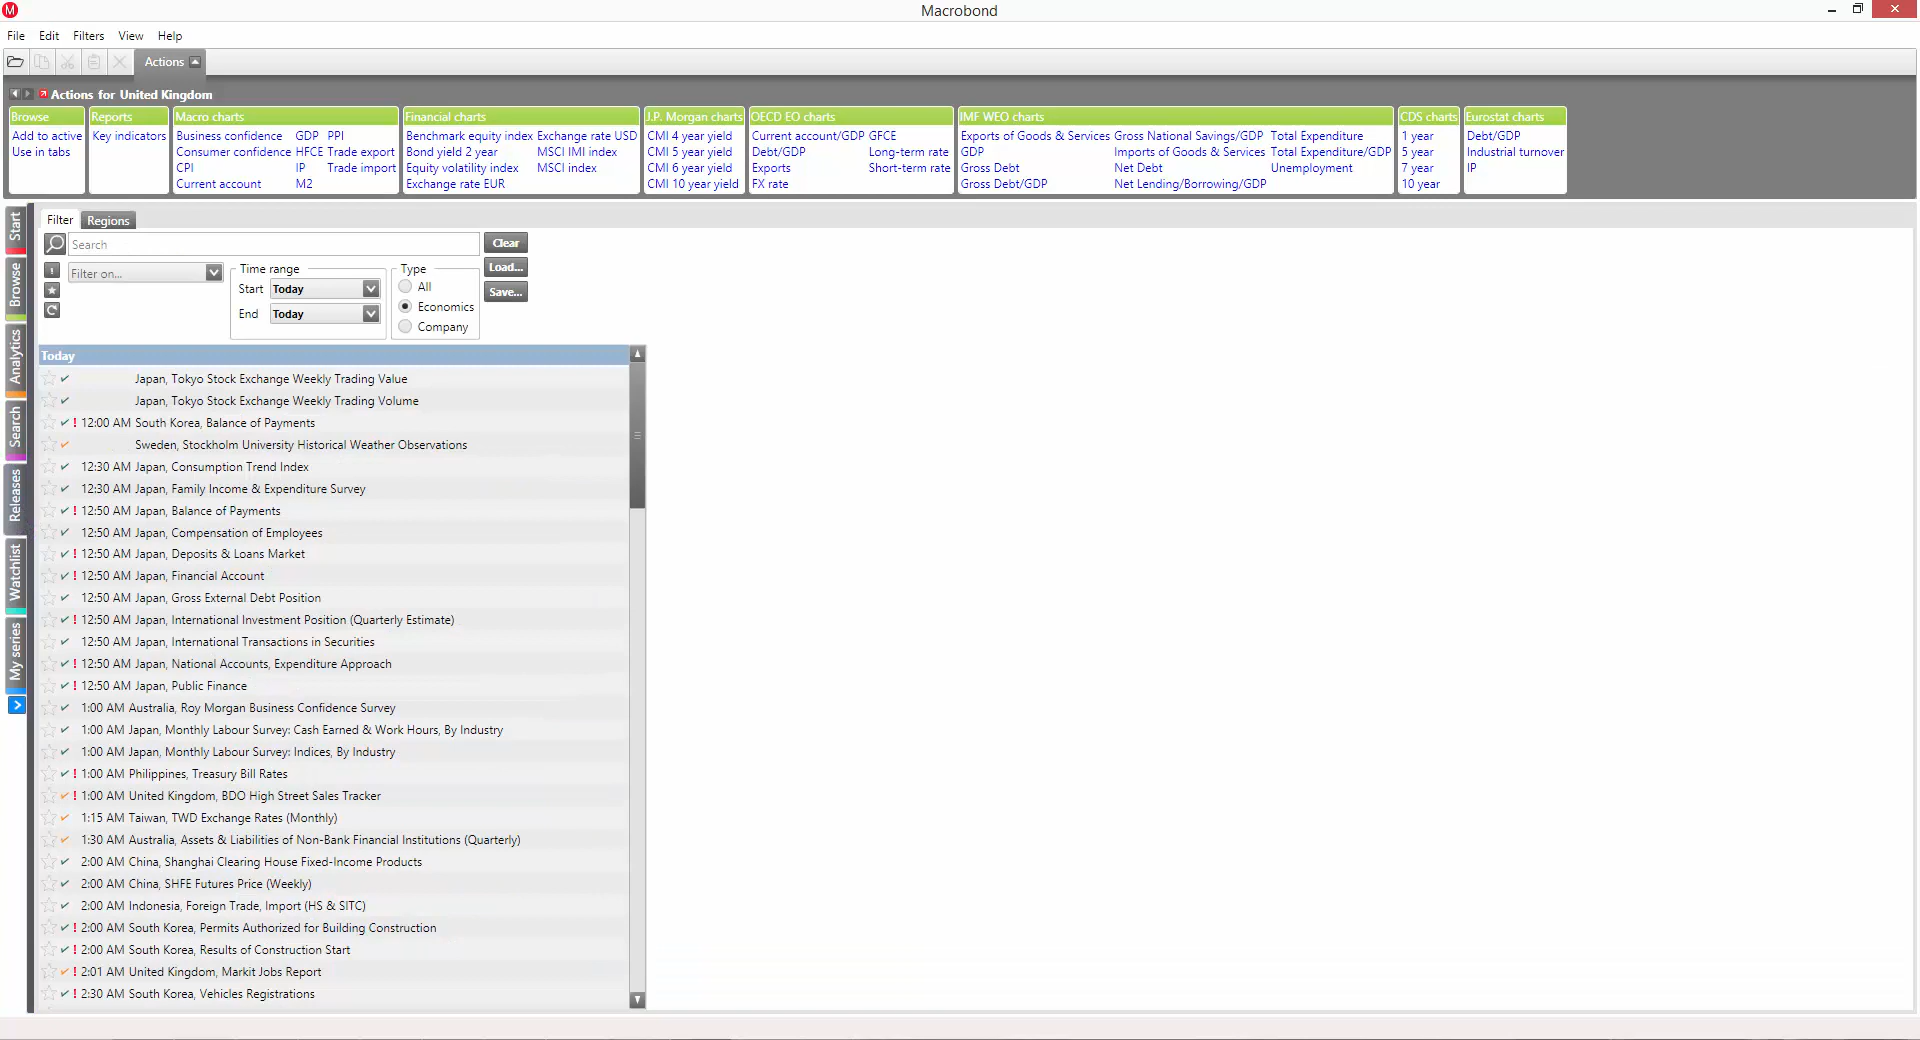 Macrobond
File Edit Filters View Help
Actions
Actions for United Kingdom
Browse
Add to active
Use in tabs
Reports
Key indicators
Macro charts
Business confidence GDP PPI
Consumer confidence HFCE Trade export
CPI IP Trade import
Current account M2
Financial charts
Benchmark equity index Exchange rate USD
Bond yield 2 year MSCI IMI index
Equity volatility index MSCI index
Exchange rate EUR
J.P. Morgan charts
CMI 4 year yield
CMI 5 year yield
CMI 6 year yield
CMI 10 year yield
OECD EO charts
Current account/GDP GFCE
Debt/GDP Long-term rate
Exports Short-term rate
FX rate
IMF WEO charts
Exports of Goods & Services Gross National Savings/GDP Total Expenditure
GDP Imports of Goods & Services Total Expenditure/GDP
Gross Debt Net Debt Unemployment
Gross Debt/GDP Net Lending/Borrowing/GDP
CDS charts
1 year
5 year
7 year
10 year
Eurostat charts
Debt/GDP
Industrial turnover
IP
Start
Browse
Analytics
Search
Releases
Watchlist
My series
Filter Regions
Search Clear
Filter on...
Time range
Start Today
End Today
Type
All
Economics
Company
Load...
Save...
Today
Japan, Tokyo Stock Exchange Weekly Trading Value
Japan, Tokyo Stock Exchange Weekly Trading Volume
! 12:00 AM South Korea, Balance of Payments
Sweden, Stockholm University Historical Weather Observations
12:30 AM Japan, Consumption Trend Index
12:30 AM Japan, Family Income & Expenditure Survey
! 12:50 AM Japan, Balance of Payments
12:50 AM Japan, Compensation of Employees
! 12:50 AM Japan, Deposits & Loans Market
! 12:50 AM Japan, Financial Account
12:50 AM Japan, Gross External Debt Position
! 12:50 AM Japan, International Investment Position (Quarterly Estimate)
12:50 AM Japan, International Transactions in Securities
! 12:50 AM Japan, National Accounts, Expenditure Approach
! 12:50 AM Japan, Public Finance
1:00 AM Australia, Roy Morgan Business Confidence Survey
1:00 AM Japan, Monthly Labour Survey: Cash Earned & Work Hours, By Industry
1:00 AM Japan, Monthly Labour Survey: Indices, By Industry
! 1:00 AM Philippines, Treasury Bill Rates
! 1:00 AM United Kingdom, BDO High Street Sales Tracker
1:15 AM Taiwan, TWD Exchange Rates (Monthly)
1:30 AM Australia, Assets & Liabilities of Non-Bank Financial Institutions (Quarterly)
2:00 AM China, Shanghai Clearing House Fixed-Income Products
2:00 AM China, SHFE Futures Price (Weekly)
2:00 AM Indonesia, Foreign Trade, Import (HS & SITC)
! 2:00 AM South Korea, Permits Authorized for Building Construction
! 2:00 AM South Korea, Results of Construction Start
! 2:01 AM United Kingdom, Markit Jobs Report
! 2:30 AM South Korea, Vehicles Registrations